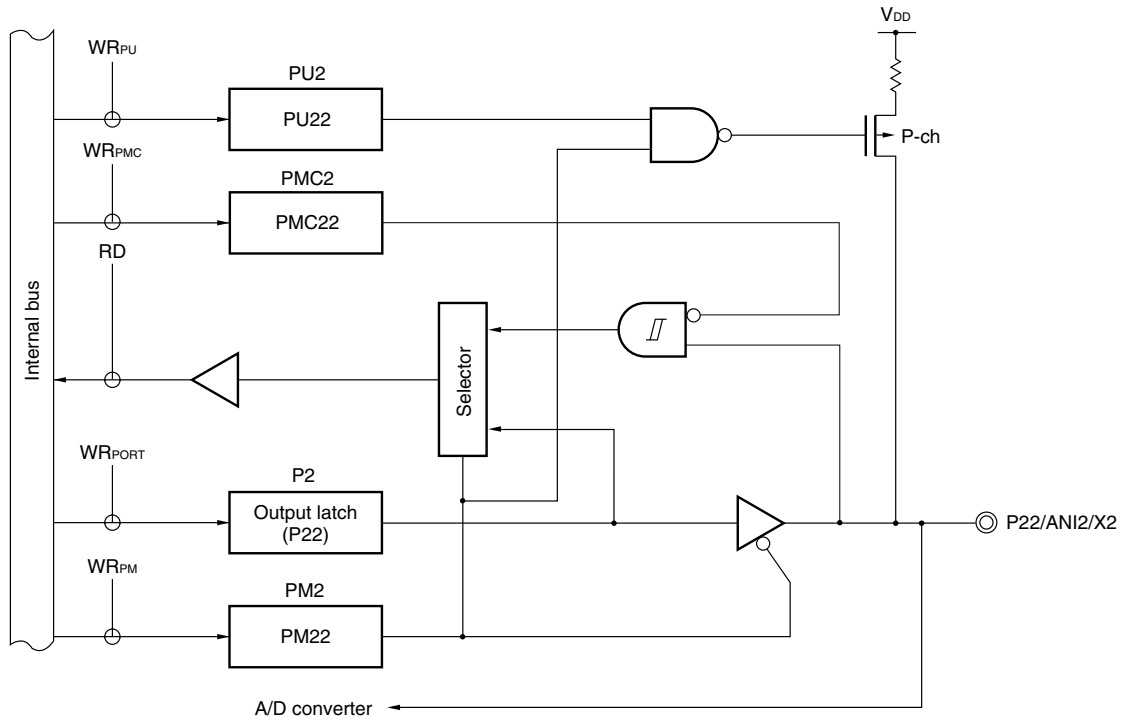 VDD
WRPU
PU2
PU22
P-ch
WRPMC
PMC2
PMC22
RD
Internal bus
Selector
WRPORT
P2
Output latch
(P22)
P22/ANI2/X2
WRPM
PM2
PM22
A/D converter